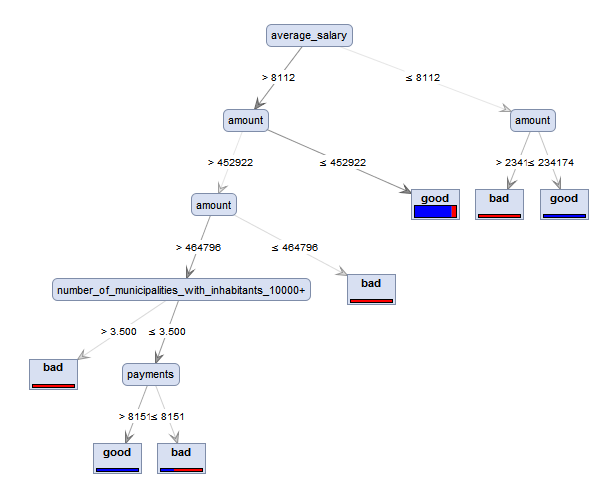 average_salary
> 8112
≤ 8112
amount
amount
> 452922
≤ 452922
> 2341
≤ 234174
amount
good
bad
good
> 464796
≤ 464796
number_of_municipalities_with_inhabitants_10000+
bad
> 3.500
≤ 3.500
bad
payments
> 8151
≤ 8151
good
bad